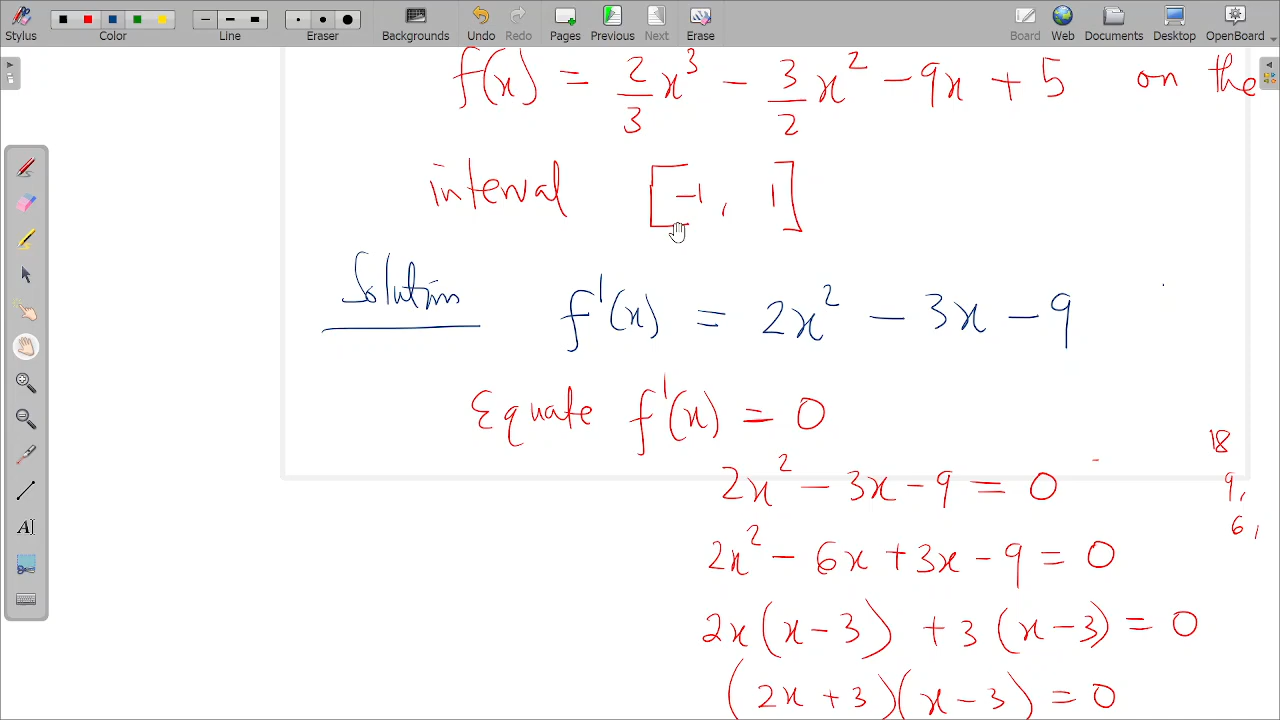 Stylus Color Line Eraser Backgrounds Undo Redo Pages Previous Next Erase Board Web Documents Desktop OpenBoard
f(x) = 2/3 x³ - 3/2 x² - 9x + 5 on the
interval [-1, 1]
Solution f'(x) = 2x² - 3x - 9
Equate f'(x) = 0
18
2x² - 3x - 9 = 0 9,
6,
2x² - 6x + 3x - 9 = 0
2x(x-3) + 3(x-3) = 0
(2x+3)(x-3) = 0